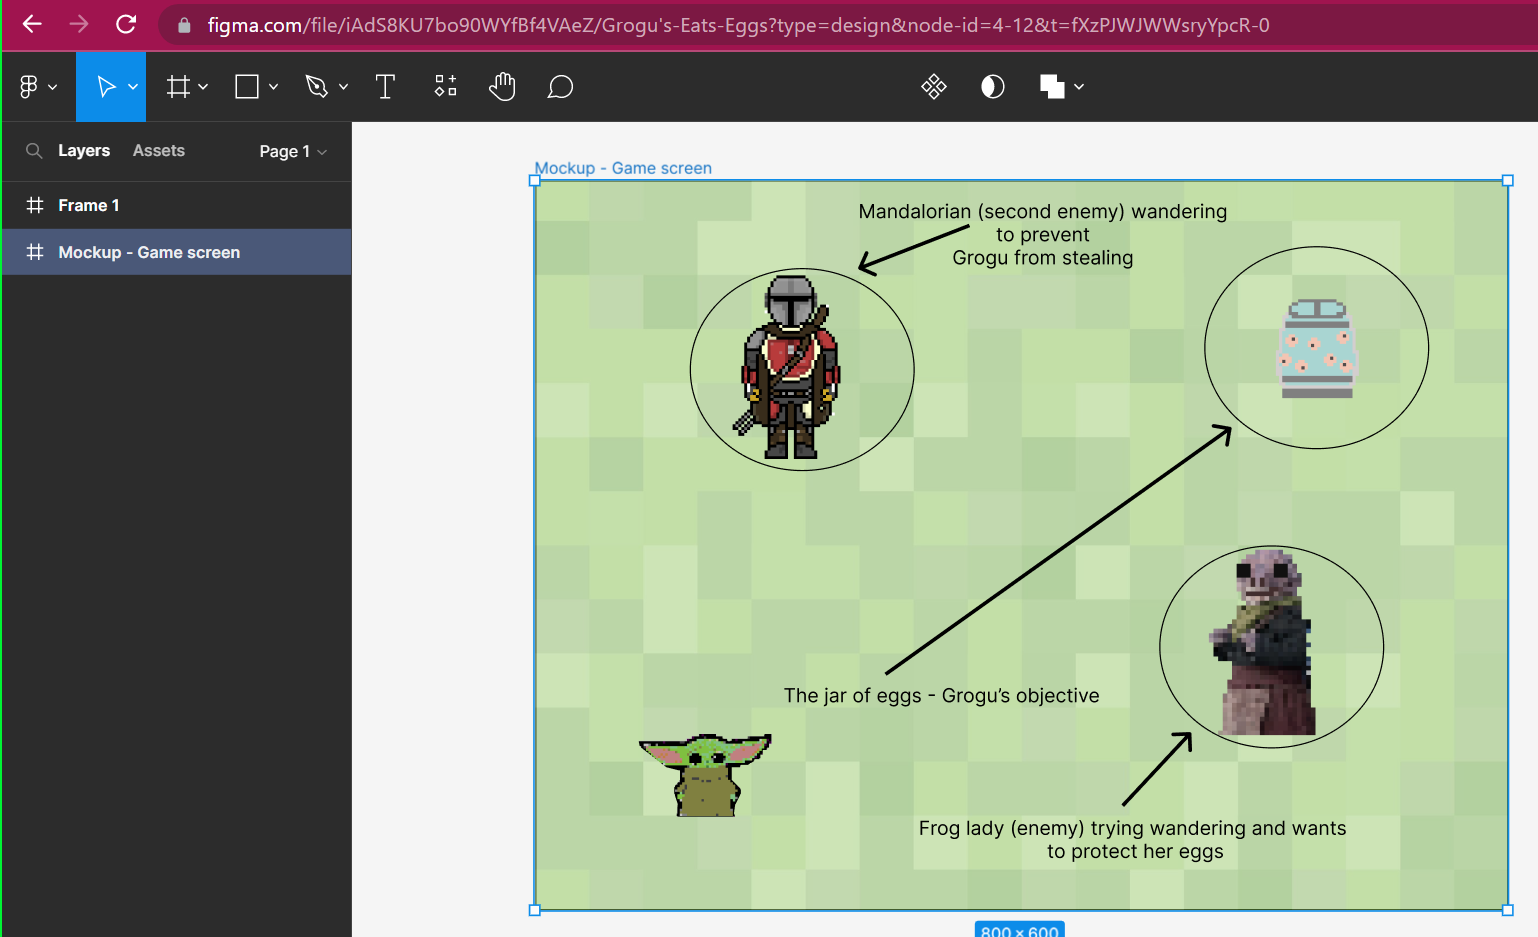 figma.com/file/iAdS8KU7bo90WYfBf4VAeZ/Grogu's-Eats-Eggs?type=design&node-id=4-12&t=fXzPJWJWWsryYpcR-0
Layers Assets Page 1
Frame 1
Mockup - Game screen
Mockup - Game screen
Mandalorian (second enemy) wandering
to prevent
Grogu from stealing
The jar of eggs - Grogu's objective
Frog lady (enemy) trying wandering and wants
to protect her eggs
800 × 600